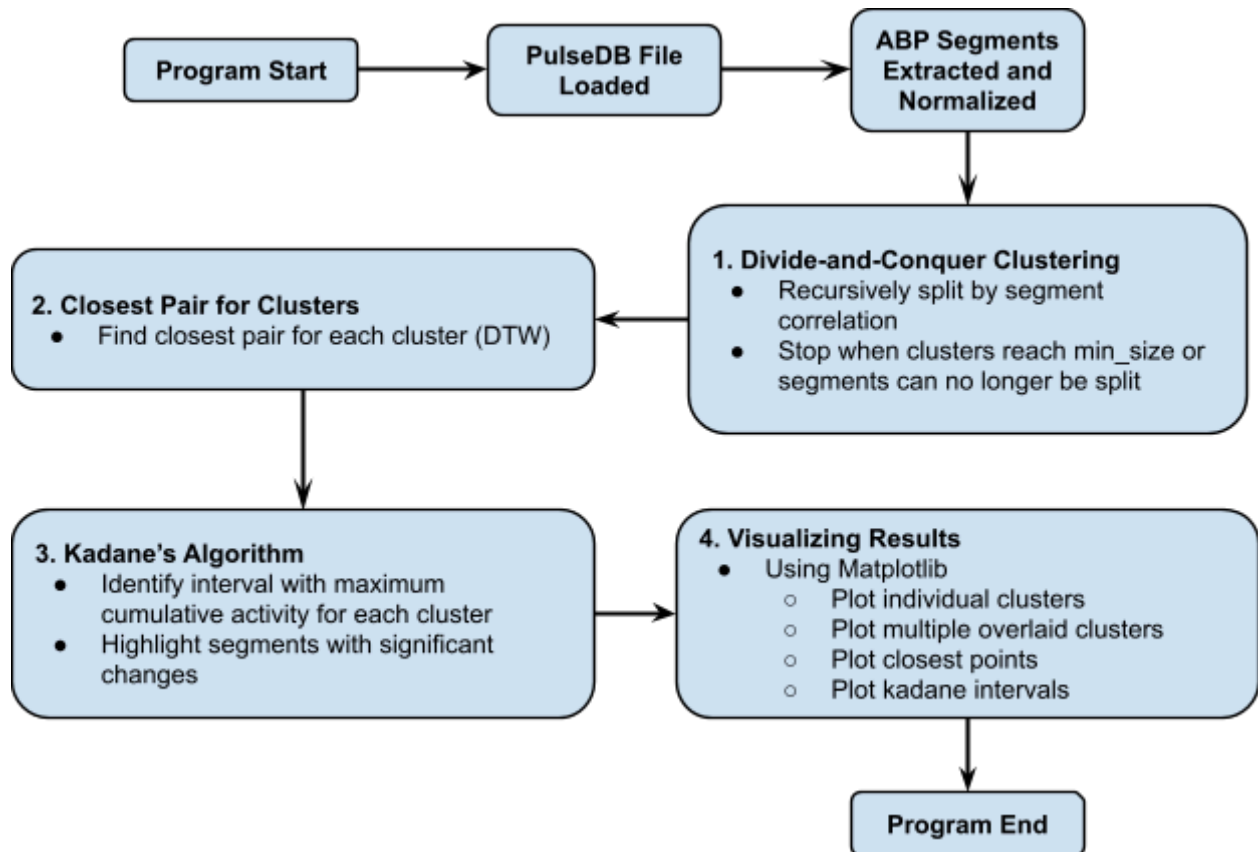 Program Start
PulseDB File
Loaded
ABP Segments
Extracted and
Normalized
1. Divide-and-Conquer Clustering
● Recursively split by segment
correlation
● Stop when clusters reach min_size or
segments can no longer be split
2. Closest Pair for Clusters
● Find closest pair for each cluster (DTW)
3. Kadane’s Algorithm
● Identify interval with maximum
cumulative activity for each cluster
● Highlight segments with significant
changes
4. Visualizing Results
● Using Matplotlib
○ Plot individual clusters
○ Plot multiple overlaid clusters
○ Plot closest points
○ Plot kadane intervals
Program End